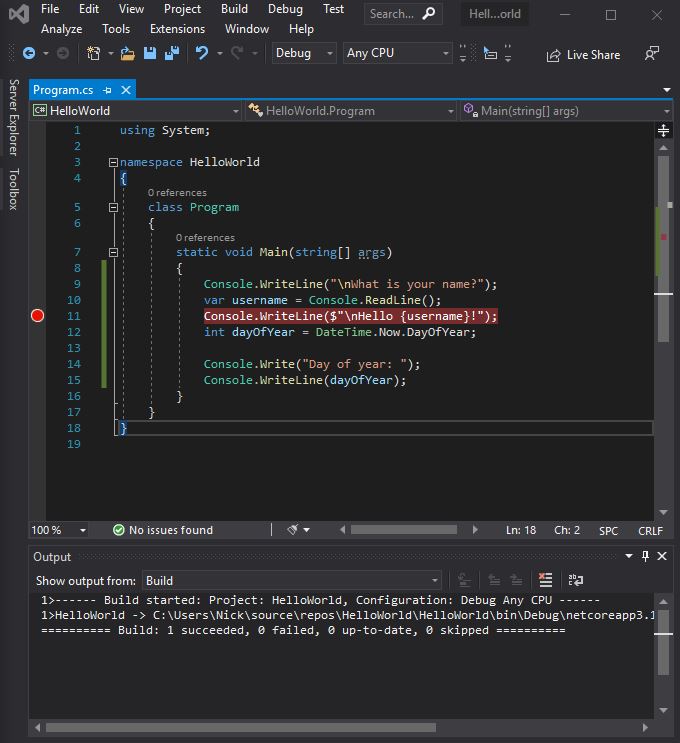 File Edit View Project Build Debug Test Search... Hell...orld
Analyze Tools Extensions Window Help
Debug Any CPU Live Share
Server Explorer
Toolbox
Program.cs
C# HelloWorld HelloWorld.Program Main(string[] args)
1 using System;
2
3 namespace HelloWorld
4 {
0 references
5 class Program
6 {
0 references
7 static void Main(string[] args)
8 {
9 Console.WriteLine("\nWhat is your name?");
10 var username = Console.ReadLine();
11 Console.WriteLine($"\nHello {username}!");
12 int dayOfYear = DateTime.Now.DayOfYear;
13
14 Console.Write("Day of year: ");
15 Console.WriteLine(dayOfYear);
16 }
17 }
18 }
19
100 % No issues found Ln: 18 Ch: 2 SPC CRLF
Output
Show output from: Build
1>------ Build started: Project: HelloWorld, Configuration: Debug Any CPU ------
1>HelloWorld -> C:\Users\Nick\source\repos\HelloWorld\HelloWorld\bin\Debug\netcoreapp3.1
========== Build: 1 succeeded, 0 failed, 0 up-to-date, 0 skipped ==========